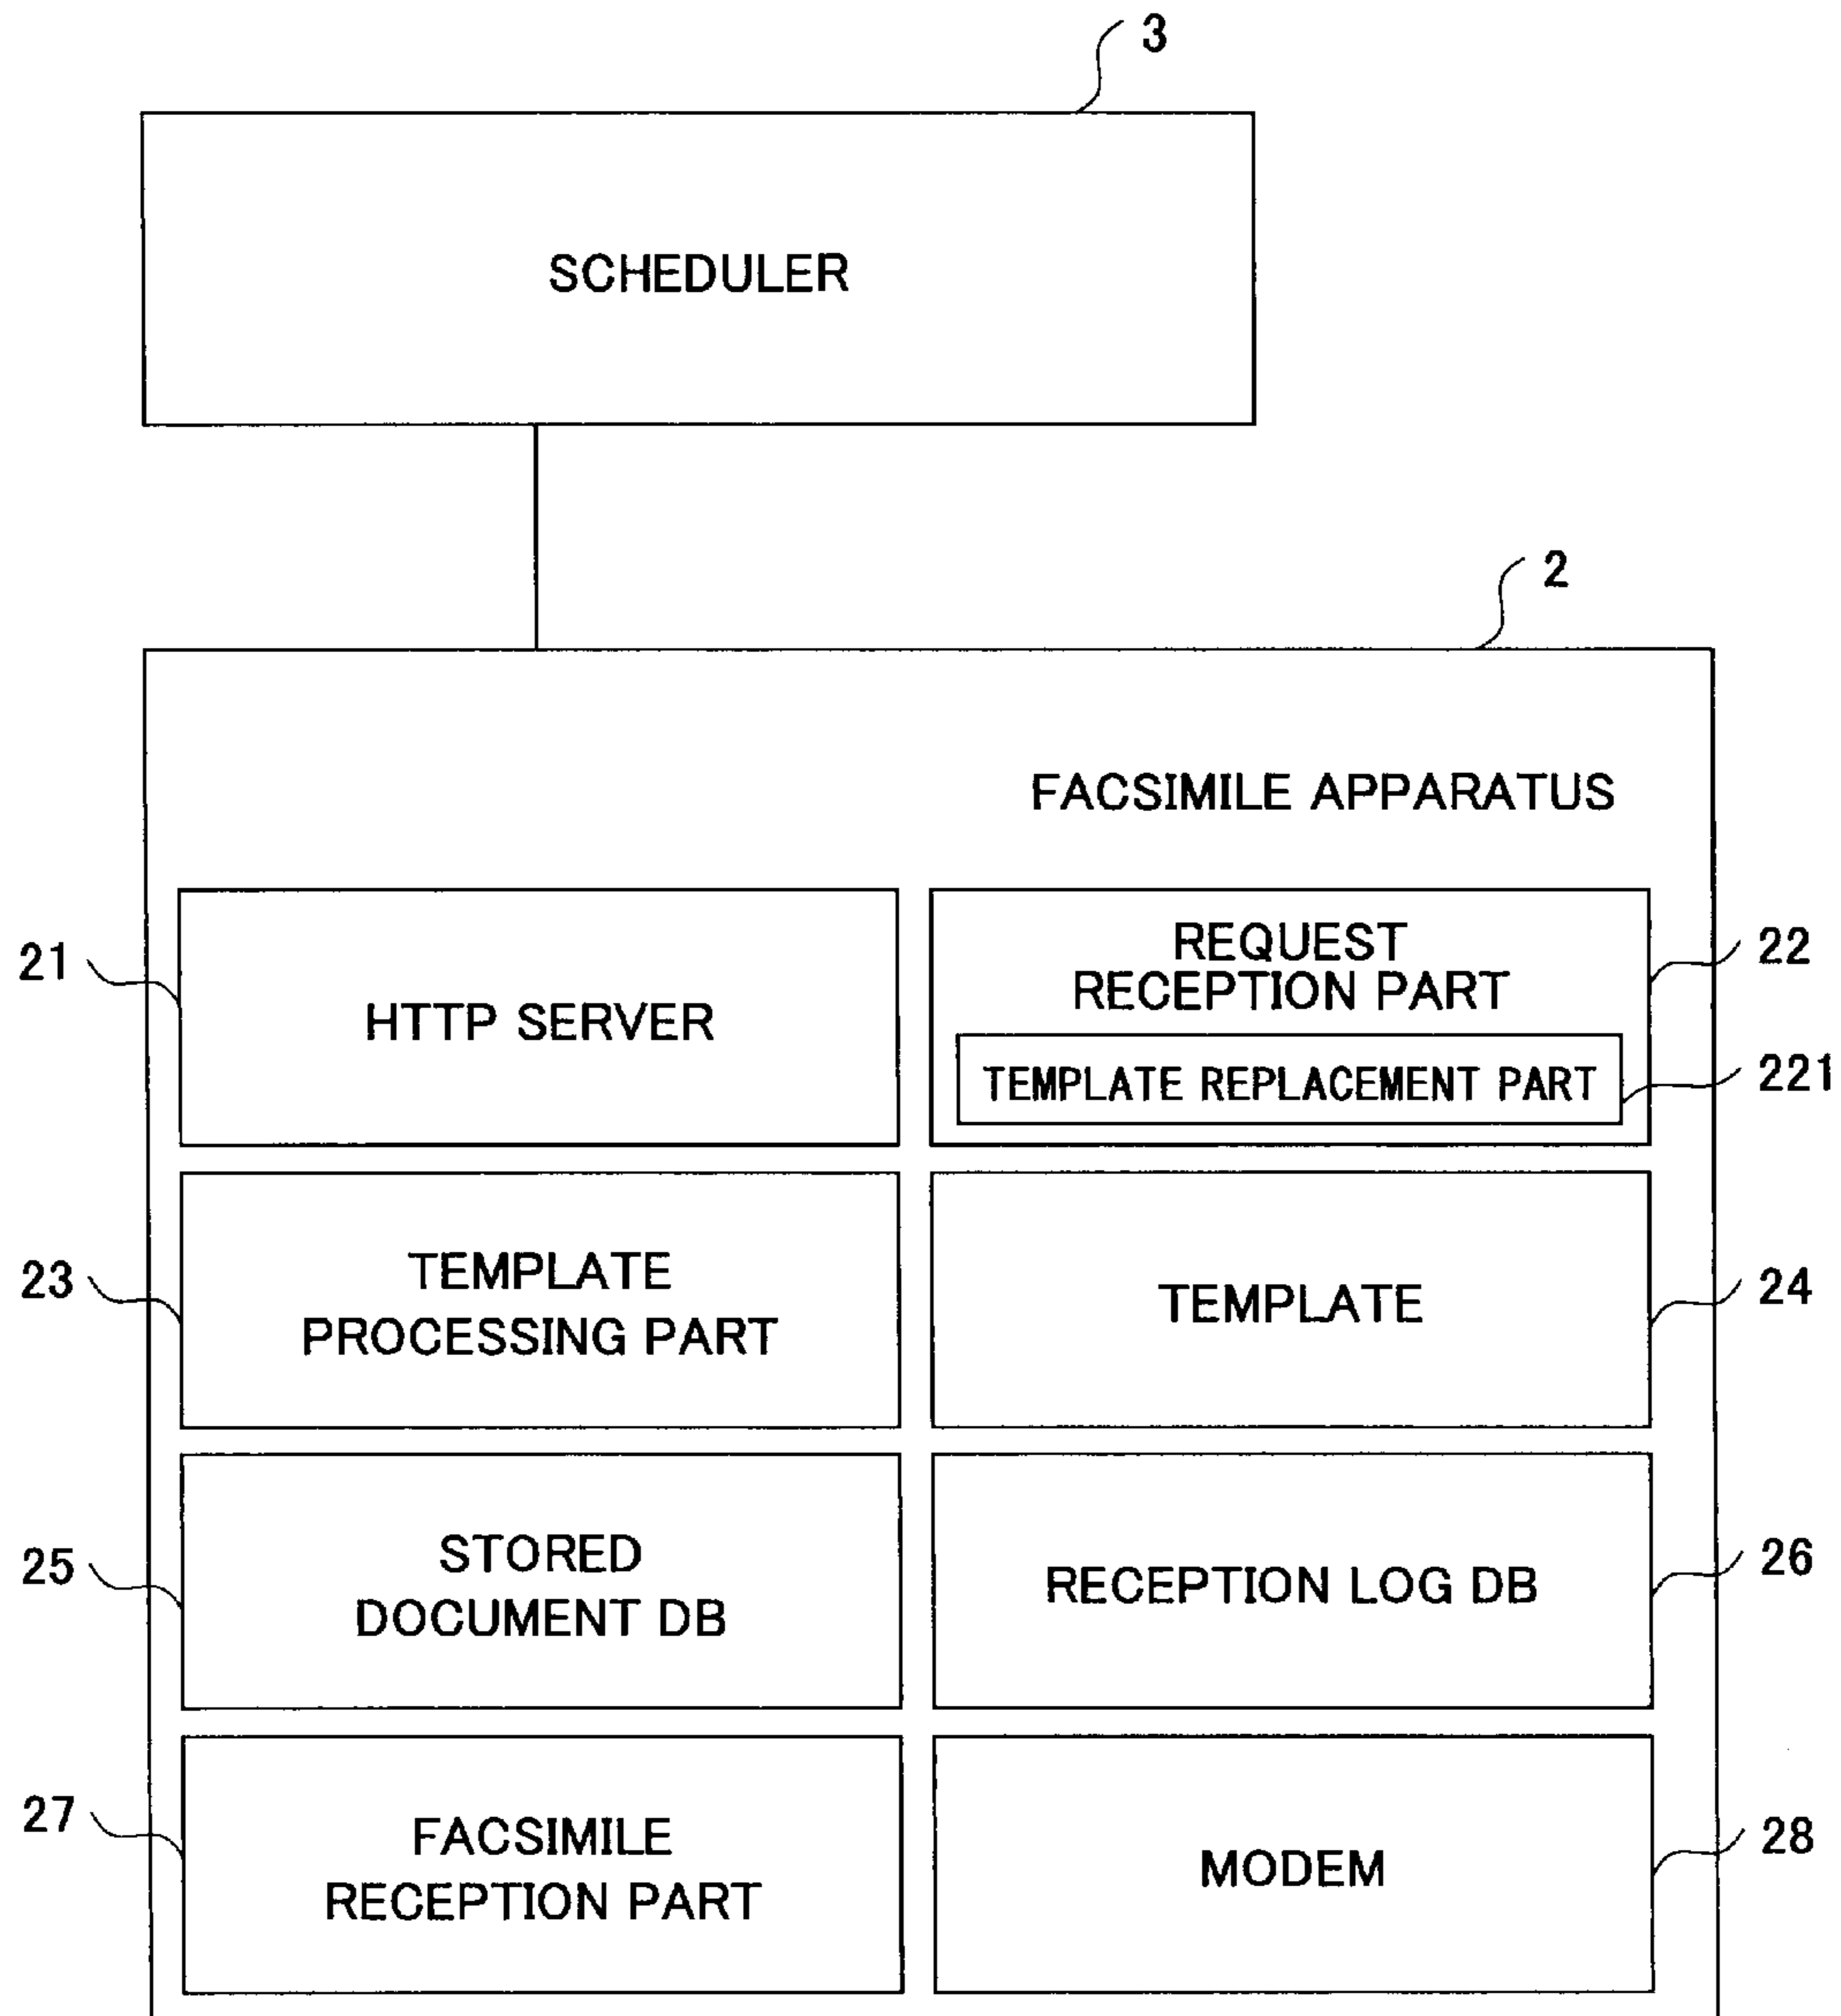 3
SCHEDULER
2
FACSIMILE APPARATUS
21
HTTP SERVER
REQUEST
RECEPTION PART
22
TEMPLATE REPLACEMENT PART
221
23
TEMPLATE
PROCESSING PART
TEMPLATE
24
25
STORED
DOCUMENT DB
RECEPTION LOG DB
26
27
FACSIMILE
RECEPTION PART
MODEM
28